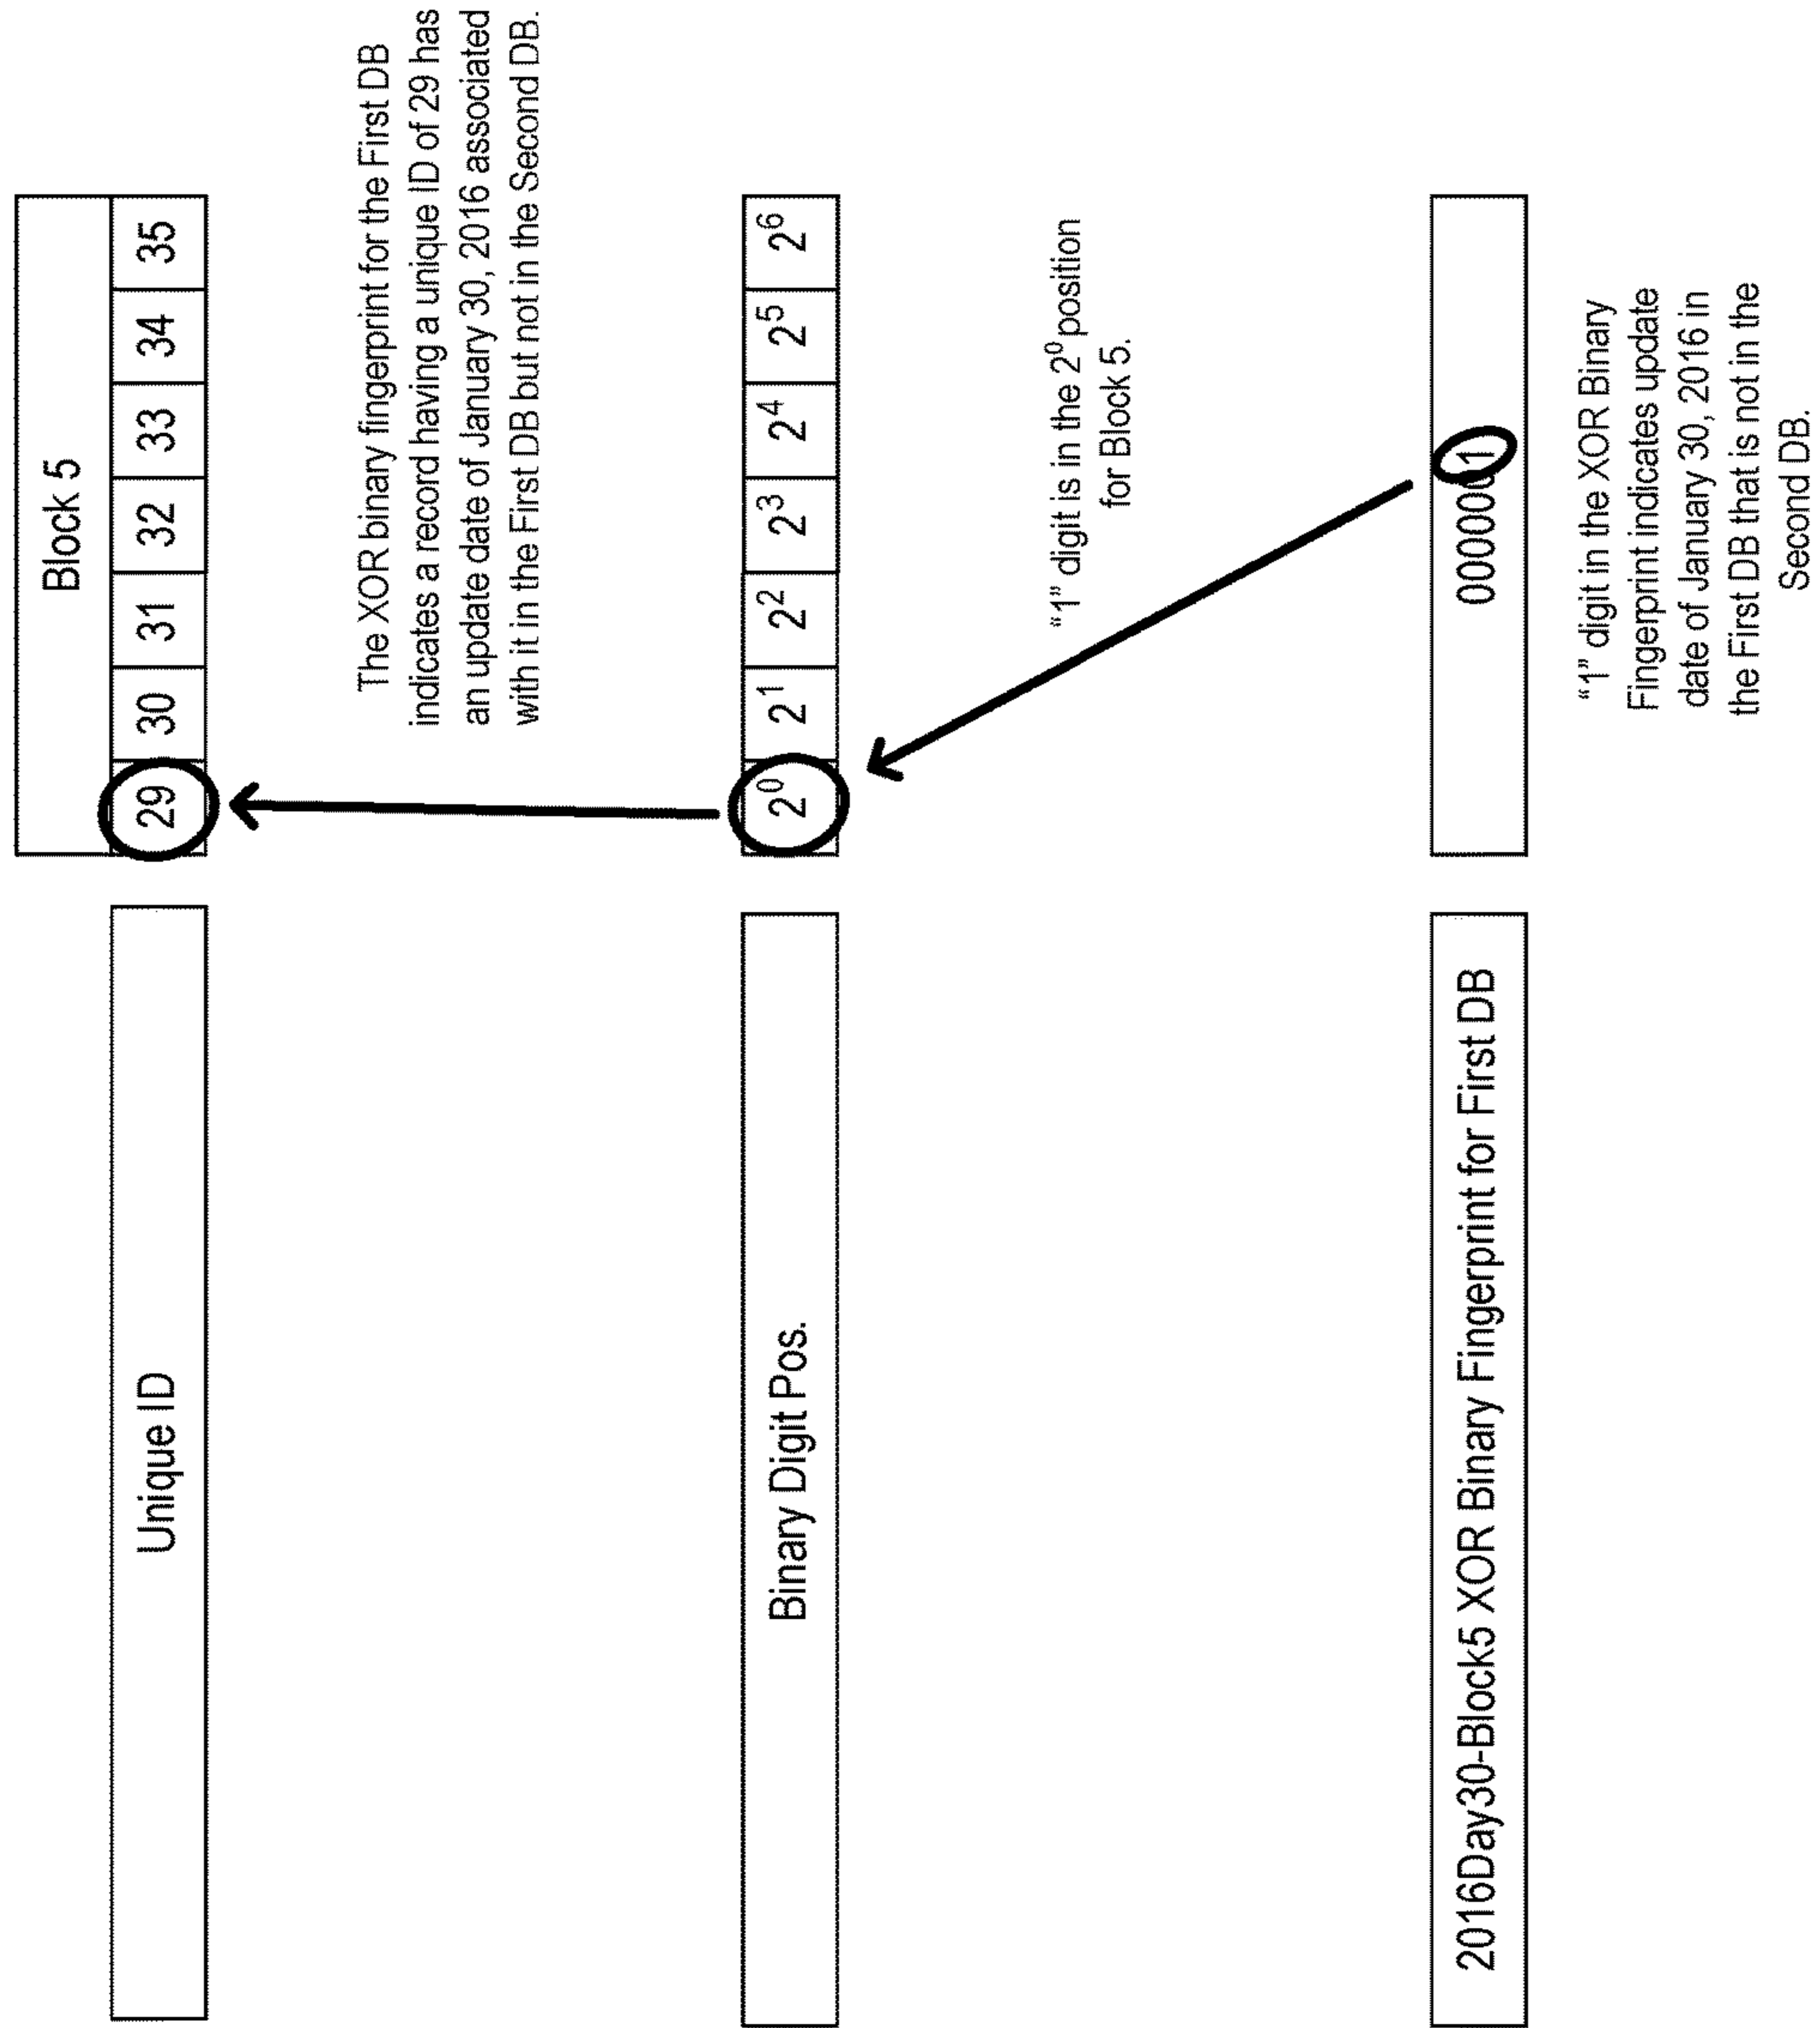 Block 5
Unique ID 29 30 31 32 33 34 35
The XOR binary fingerprint for the First DB
indicates a record having a unique ID of 29 has
an update date of January 30, 2016 associated
with it in the First DB but not in the Second DB.
Binary Digit Pos. 2⁰ 2¹ 2² 2³ 2⁴ 2⁵ 2⁶
“1” digit is in the 2⁰ position
for Block 5.
2016Day30-Block5 XOR Binary Fingerprint for First DB 0000001
“1” digit in the XOR Binary
Fingerprint indicates update
date of January 30, 2016 in
the First DB that is not in the
Second DB.